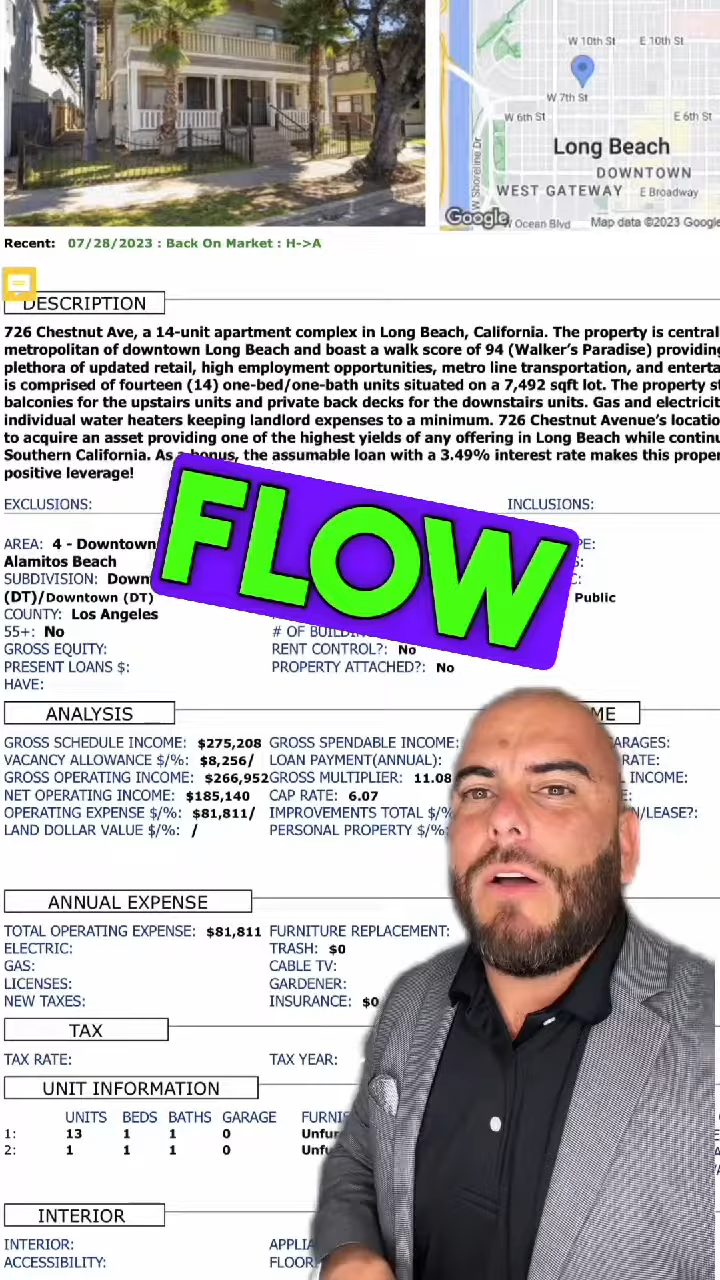 W 10th St E 10th St
W 7th St
W 6th St
E 6th St
Long Beach
DOWNTOWN
WEST GATEWAY
E Broadway
W Shoreline Dr
Google
W Ocean Blvd
Map data ©2023 Google
Recent: 07/28/2023 : Back On Market : H->A
DESCRIPTION
726 Chestnut Ave, a 14-unit apartment complex in Long Beach, California. The property is central
metropolitan of downtown Long Beach and boast a walk score of 94 (Walker's Paradise) providing
plethora of updated retail, high employment opportunities, metro line transportation, and enterta
is comprised of fourteen (14) one-bed/one-bath units situated on a 7,492 sqft lot. The property st
balconies for the upstairs units and private back decks for the downstairs units. Gas and electricit
individual water heaters keeping landlord expenses to a minimum. 726 Chestnut Avenue's locatio
to acquire an asset providing one of the highest yields of any offering in Long Beach while continu
Southern California. As a bonus, the assumable loan with a 3.49% interest rate makes this proper
positive leverage!
EXCLUSIONS: INCLUSIONS:
FLOW
AREA: 4 - Downtown
Alamitos Beach
SUBDIVISION: Down
(DT)/Downtown (DT) Public
COUNTY: Los Angeles
55+: No # OF BUILDIN
GROSS EQUITY: RENT CONTROL?: No
PRESENT LOANS $: PROPERTY ATTACHED?: No
HAVE:
ANALYSIS ME
GROSS SCHEDULE INCOME: $275,208 GROSS SPENDABLE INCOME: ARAGES:
VACANCY ALLOWANCE $/%: $8,256/ LOAN PAYMENT(ANNUAL): RATE:
GROSS OPERATING INCOME: $266,952 GROSS MULTIPLIER: 11.08 L INCOME:
NET OPERATING INCOME: $185,140 CAP RATE: 6.07 E:
OPERATING EXPENSE $/%: $81,811/ IMPROVEMENTS TOTAL $/% N/LEASE?:
LAND DOLLAR VALUE $/%: / PERSONAL PROPERTY $/%:
ANNUAL EXPENSE
TOTAL OPERATING EXPENSE: $81,811 FURNITURE REPLACEMENT:
ELECTRIC: TRASH: $0
GAS: CABLE TV:
LICENSES: GARDENER:
NEW TAXES: INSURANCE: $0
TAX
TAX RATE: TAX YEAR:
UNIT INFORMATION
UNITS BEDS BATHS GARAGE FURNIS
1: 13 1 1 0 Unfur
2: 1 1 1 0 Unfu
INTERIOR
INTERIOR: APPLIA
ACCESSIBILITY: FLOOR